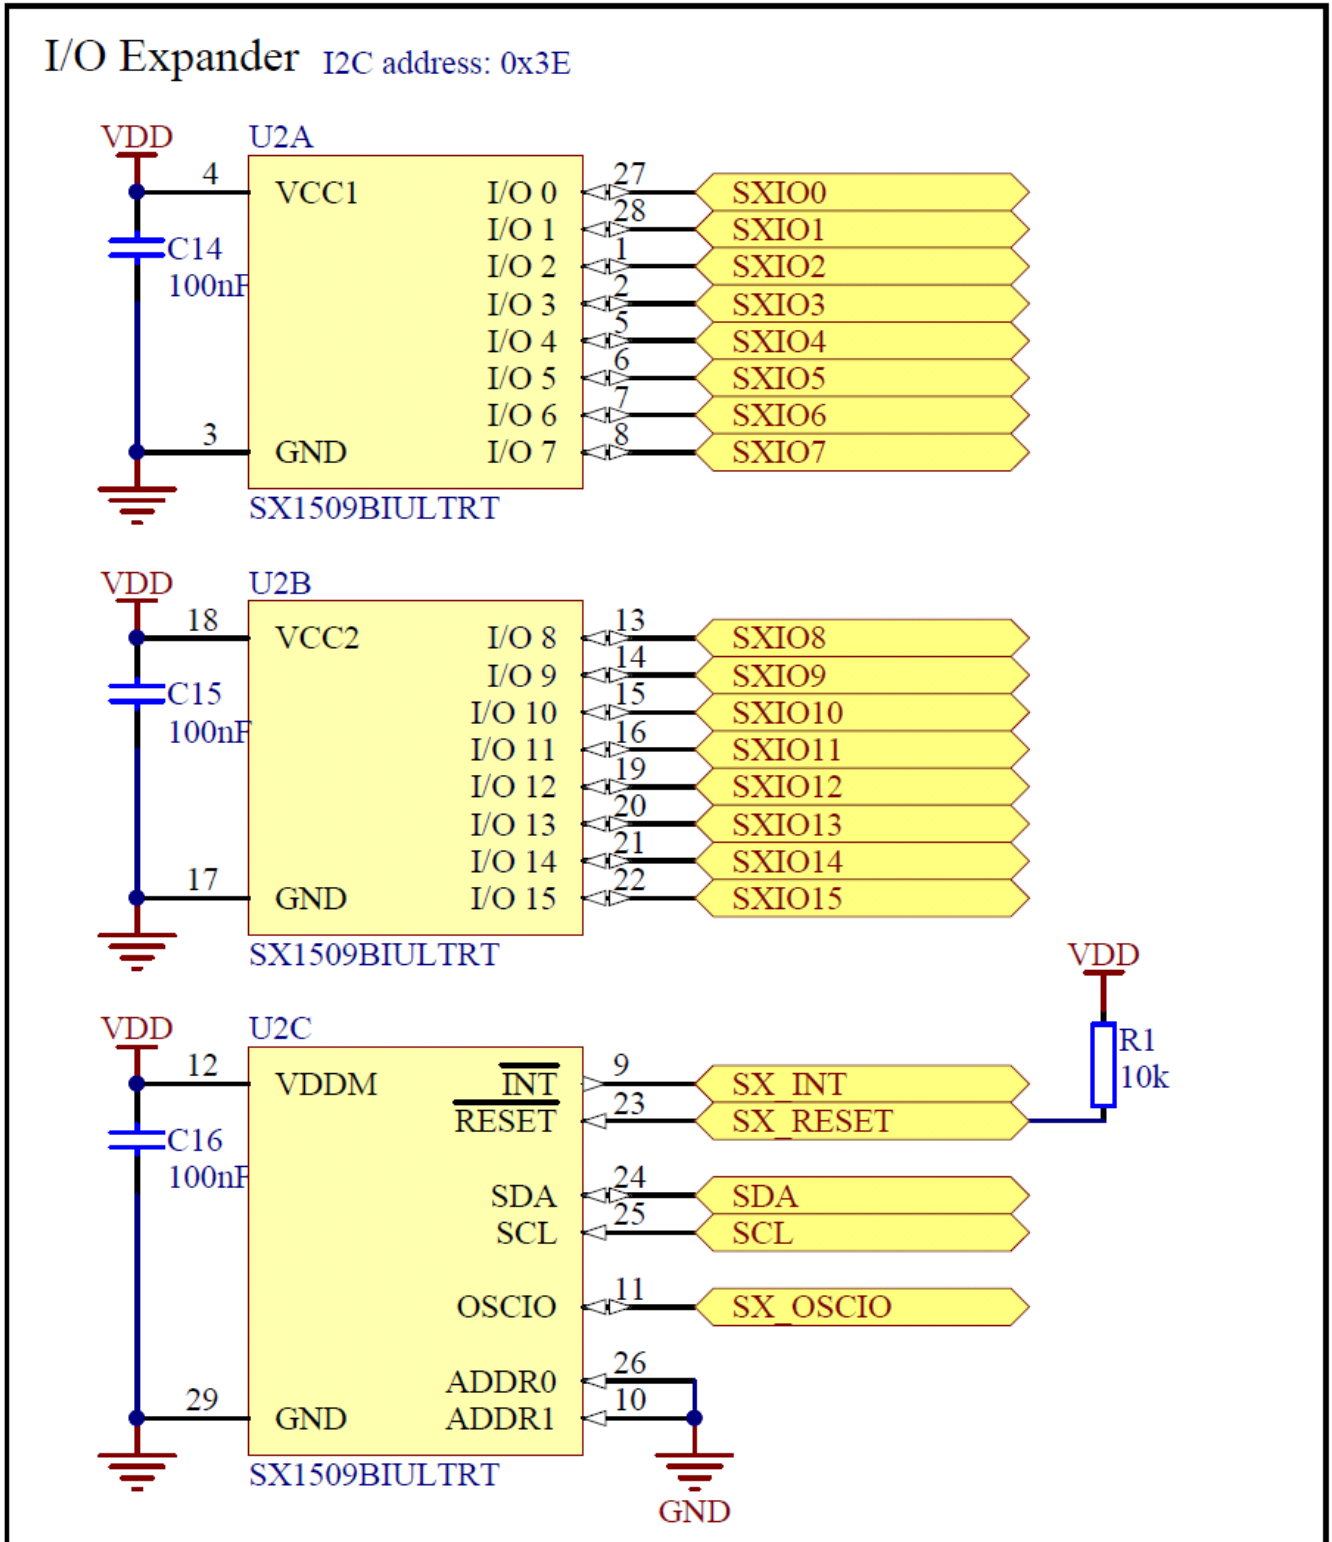 I/O Expander I2C address: 0x3E
VDD U2A
4 VCC1 I/O 0 27 SXIO0
I/O 1 28 SXIO1
C14 I/O 2 1 SXIO2
100nF I/O 3 2 SXIO3
I/O 4 5 SXIO4
I/O 5 6 SXIO5
I/O 6 7 SXIO6
3 GND I/O 7 8 SXIO7
SX1509BIULTRT
VDD U2B
18 VCC2 I/O 8 13 SXIO8
I/O 9 14 SXIO9
C15 I/O 10 15 SXIO10
100nF I/O 11 16 SXIO11
I/O 12 19 SXIO12
I/O 13 20 SXIO13
I/O 14 21 SXIO14
17 GND I/O 15 22 SXIO15
SX1509BIULTRT
VDD
VDD U2C
R1
10k
12 VDDM INT 9 SX_INT
RESET 23 SX_RESET
C16
100nF
SDA 24 SDA
SCL 25 SCL
OSCIO 11 SX_OSCIO
ADDR0 26
29 GND ADDR1 10
SX1509BIULTRT
GND